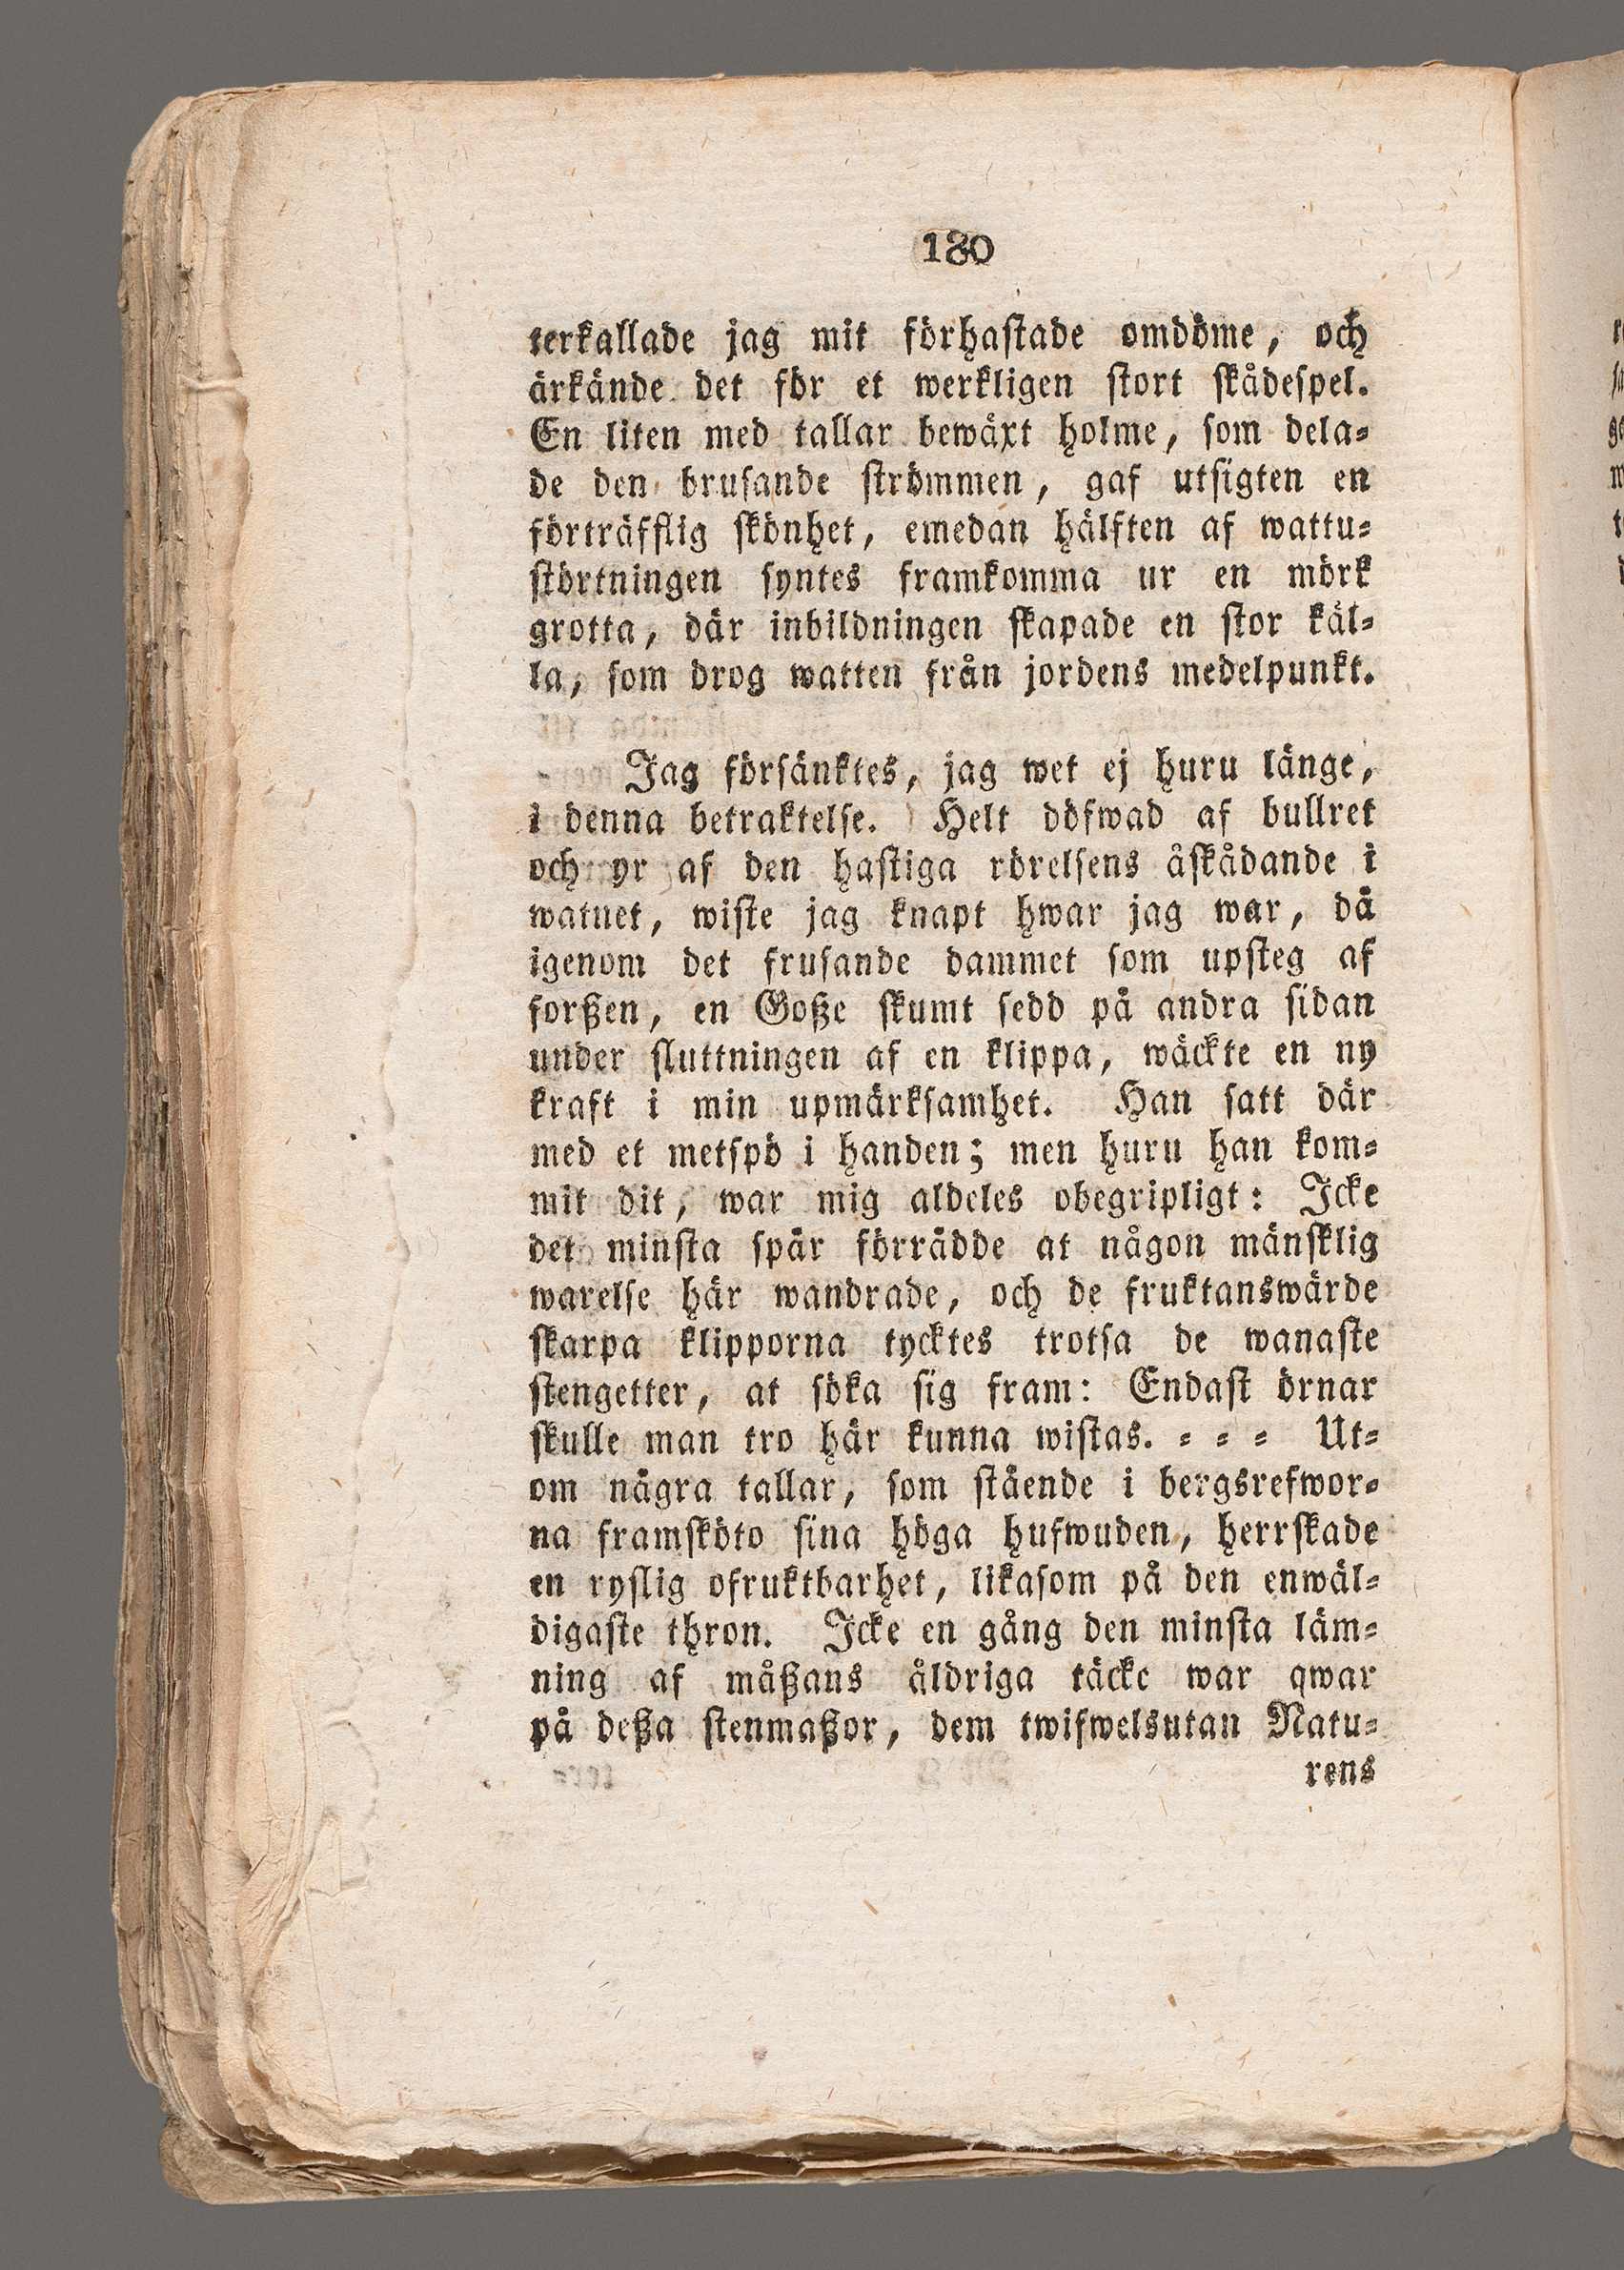 180
terkallade jag mit förhastade omdöme, och
ärkände det för et werkligen stort skådespel.
En liten med tallar bewäxt holme, som dela-
de den brusande strömmen, gaf utsigten en
förträfflig skönhet, emedan hälften af wattu-
störtningen syntes framkomma ur en mörk
grotta, där inbildningen skapade en stor käl-
la, som drog watten från jordens medelpunkt.
Jag försänktes, jag wet ej huru länge,
i denna betraktelse. Helt döfwad af bullret
och yr af den hastiga rörelsens åskådande i
watnet, wiste jag knapt hwar jag war, då
igenom det frusande dammet som upsteg af
forßen, en Goße skumt sedd på andra sidan
under sluttningen af en klippa, wäckte en ny
kraft i min upmärksamhet. Han satt där
med et metspö i handen; men huru han kom-
mit dit, war mig aldeles obegripligt: Icke
det minsta spår förrådde at någon mänsklig
warelse här wandrade, och de fruktanswärde
skarpa klipporna tycktes trotsa de wanaste
stengetter, at söka sig fram: Endast örnar
skulle man tro här kunna wistas. - - - Ut-
om några tallar, som stående i bergsrefwor-
na framsköto sina höga hufwuden, herrskade
en ryslig ofruktbarhet, likasom på den enwäl-
digaste thron. Icke en gång den minsta läm-
ning af måßans åldriga täcke war qwar
på deßa stenmaßor, dem twifwelsutan Natu-
rens